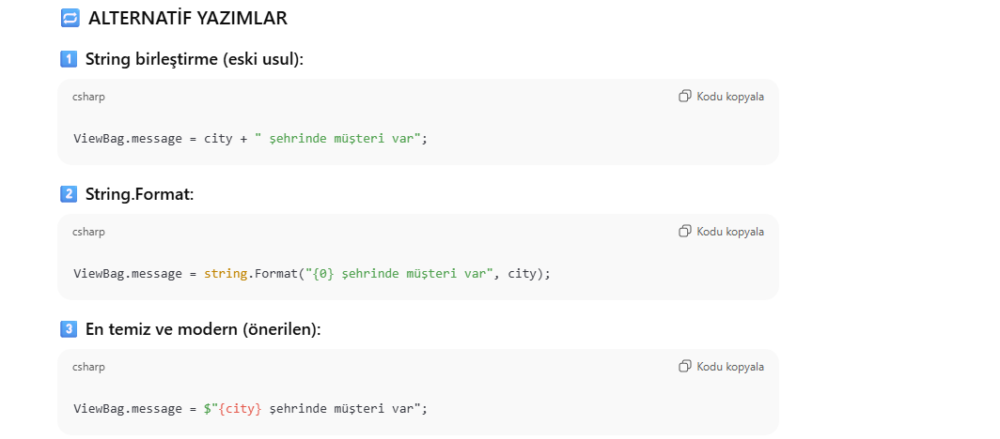 🔁 ALTERNATİF YAZIMLAR
1️⃣ String birleştirme (eski usul):
csharp Kodu kopyala
ViewBag.message = city + " şehrinde müşteri var";
2️⃣ String.Format:
csharp Kodu kopyala
ViewBag.message = string.Format("{0} şehrinde müşteri var", city);
3️⃣ En temiz ve modern (önerilen):
csharp Kodu kopyala
ViewBag.message = $"{city} şehrinde müşteri var";